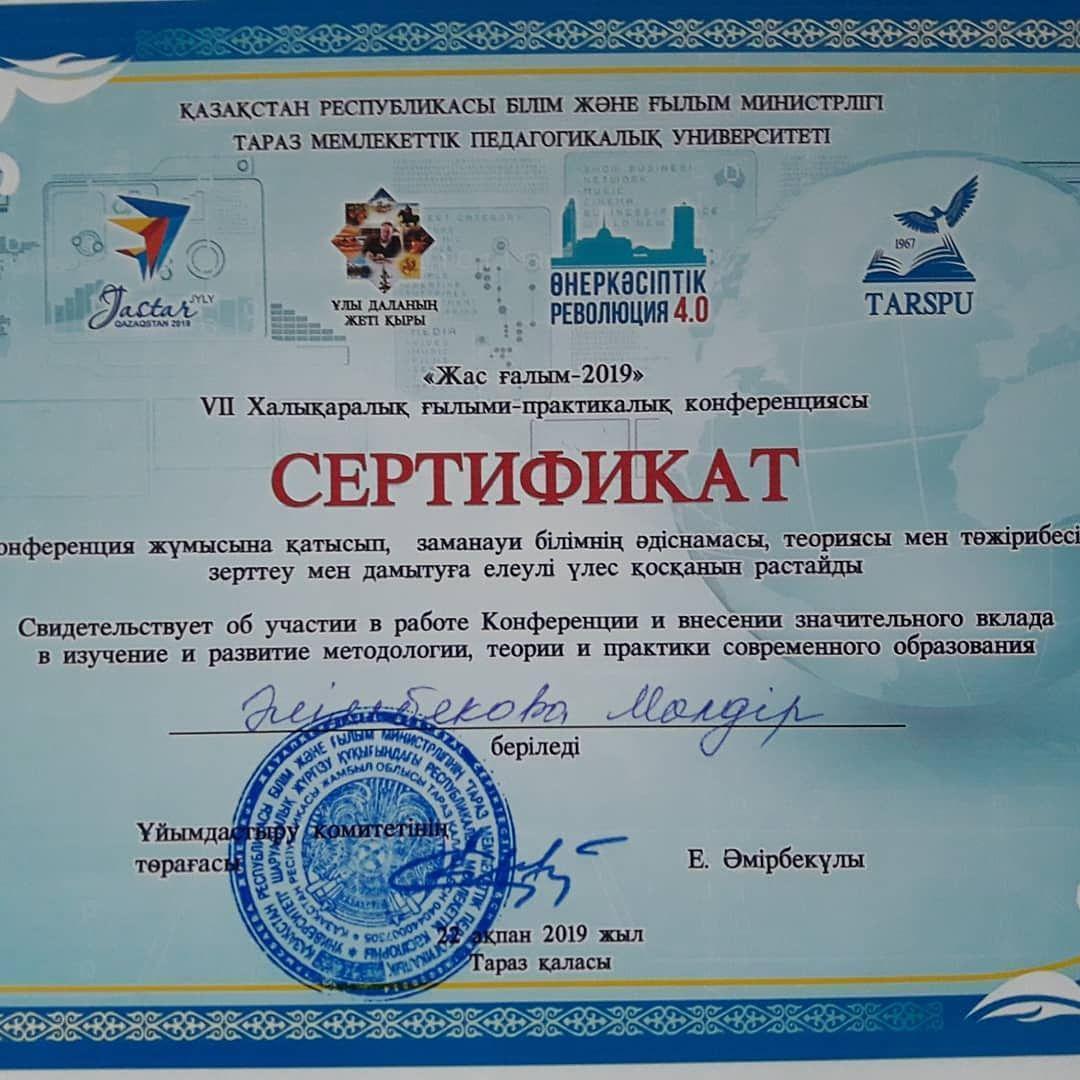 ҚАЗАҚСТАН РЕСПУБЛИКАСЫ БІЛІМ ЖӘНЕ ҒЫЛЫМ МИНИСТРЛІГІ
ТАРАЗ МЕМЛЕКЕТТІК ПЕДАГОГИКАЛЫҚ УНИВЕРСИТЕТІ
Jastar JYLY
QAZAQSTAN 2019
ҰЛЫ ДАЛАНЫҢ
ЖЕТІ ҚЫРЫ
ӨНЕРКӘСІПТІК
РЕВОЛЮЦИЯ 4.0
1967
TARSPU
«Жас ғалым-2019»
VII Халықаралық ғылыми-практикалық конференциясы
СЕРТИФИКАТ
онференция жұмысына қатысып, заманауи білімнің әдіснамасы, теориясы мен тәжірибесі
зерттеу мен дамытуға елеулі үлес қосқанын растайды
Свидетельствует об участии в работе Конференции и внесении значительного вклада
в изучение и развитие методологии, теории и практики современного образования
Мөлдір
беріледі
Ұйымдастыру комитетінің
төрағасы
Е. Әмірбекұлы
22 ақпан 2019 жыл
Тараз қаласы